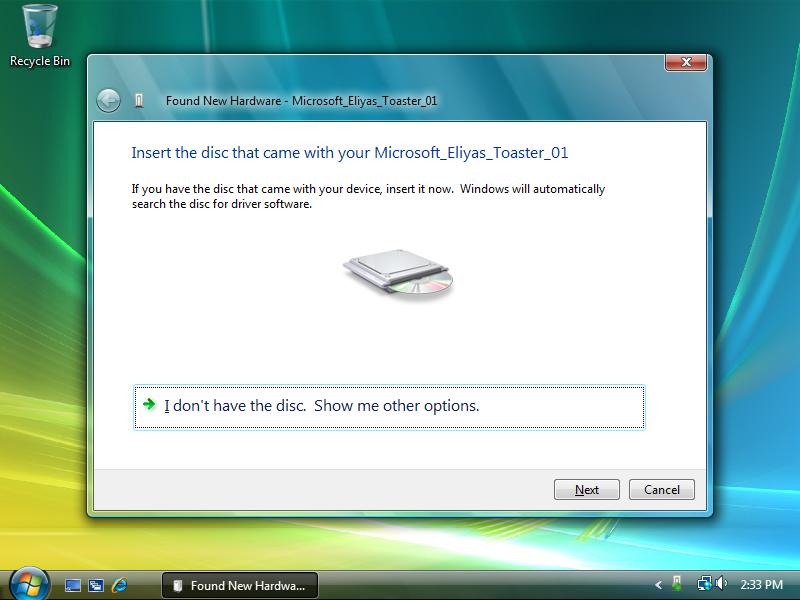 Recycle Bin
Found New Hardware - Microsoft_Eliyas_Toaster_01
Insert the disc that came with your Microsoft_Eliyas_Toaster_01
If you have the disc that came with your device, insert it now.  Windows will automatically
search the disc for driver software.
I don't have the disc.  Show me other options.
Next
Cancel
Found New Hardwa...
2:33 PM